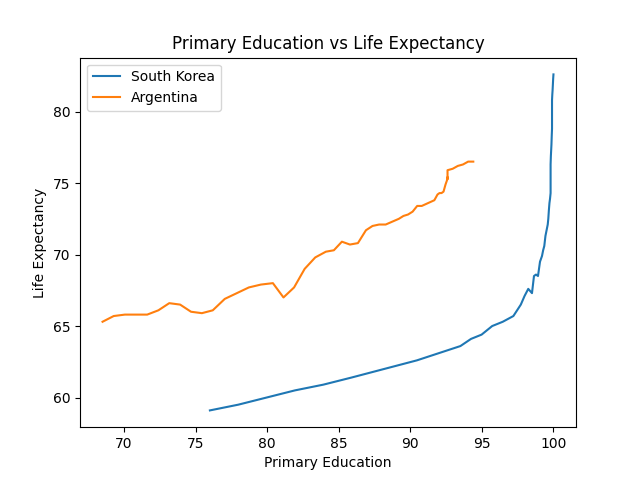 Primary Education vs Life Expectancy
South Korea
Argentina
Life Expectancy
80
75
70
65
60
70 75 80 85 90 95 100
Primary Education